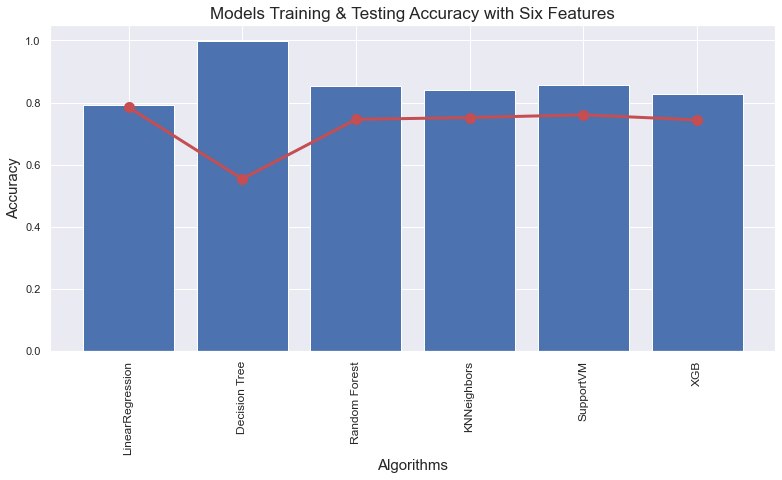 Models Training & Testing Accuracy with Six Features
1.0
0.8
0.6
0.4
0.2
0.0
Accuracy
LinearRegression
Decision Tree
Random Forest
KNNeighbors
SupportVM
XGB
Algorithms